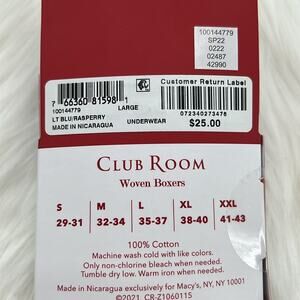 100144779
SP22
0222
02487
42990
Customer Return Label
7 66360 81598 1
100144779 LARGE
LT BLU/RASPERRY
MADE IN NICARAGUA UNDERWEAR
072340273476
$25.00
CLUB ROOM
Woven Boxers
S M L XL XXL
29-31 32-34 35-37 38-40 41-43
100% Cotton
Machine wash cold with like colors.
Only non-chlorine bleach when needed.
Tumble dry low. Warm iron when needed.
Made in Nicaragua exclusively for Macy's, NY, NY 10001
©2021 CR-Z1060115